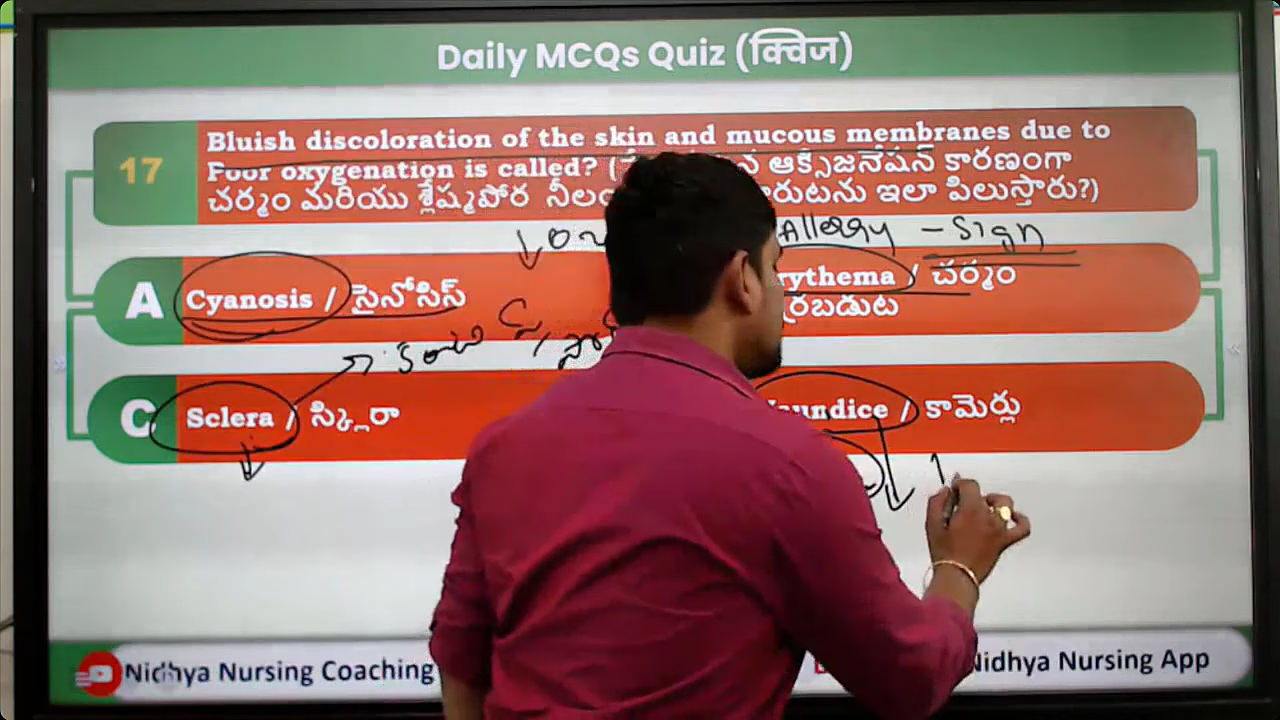 Daily MCQs Quiz (क्विज)
17
Bluish discoloration of the skin and mucous membranes due to
Poor oxygenation is called? ( ఆక్సిజనేషన్ కారణంగా
చర్మం మరియు శ్లేష్మపొర ఇలా పిలుస్తారు?)
Allergy - Sign
A Cyanosis / సైనోసిస్
rythema / చర్మం
ర్రబడుట
C Sclera / స్క్లిరా
aundice / కామెర్లు
Nidhya Nursing Coaching
Nidhya Nursing App